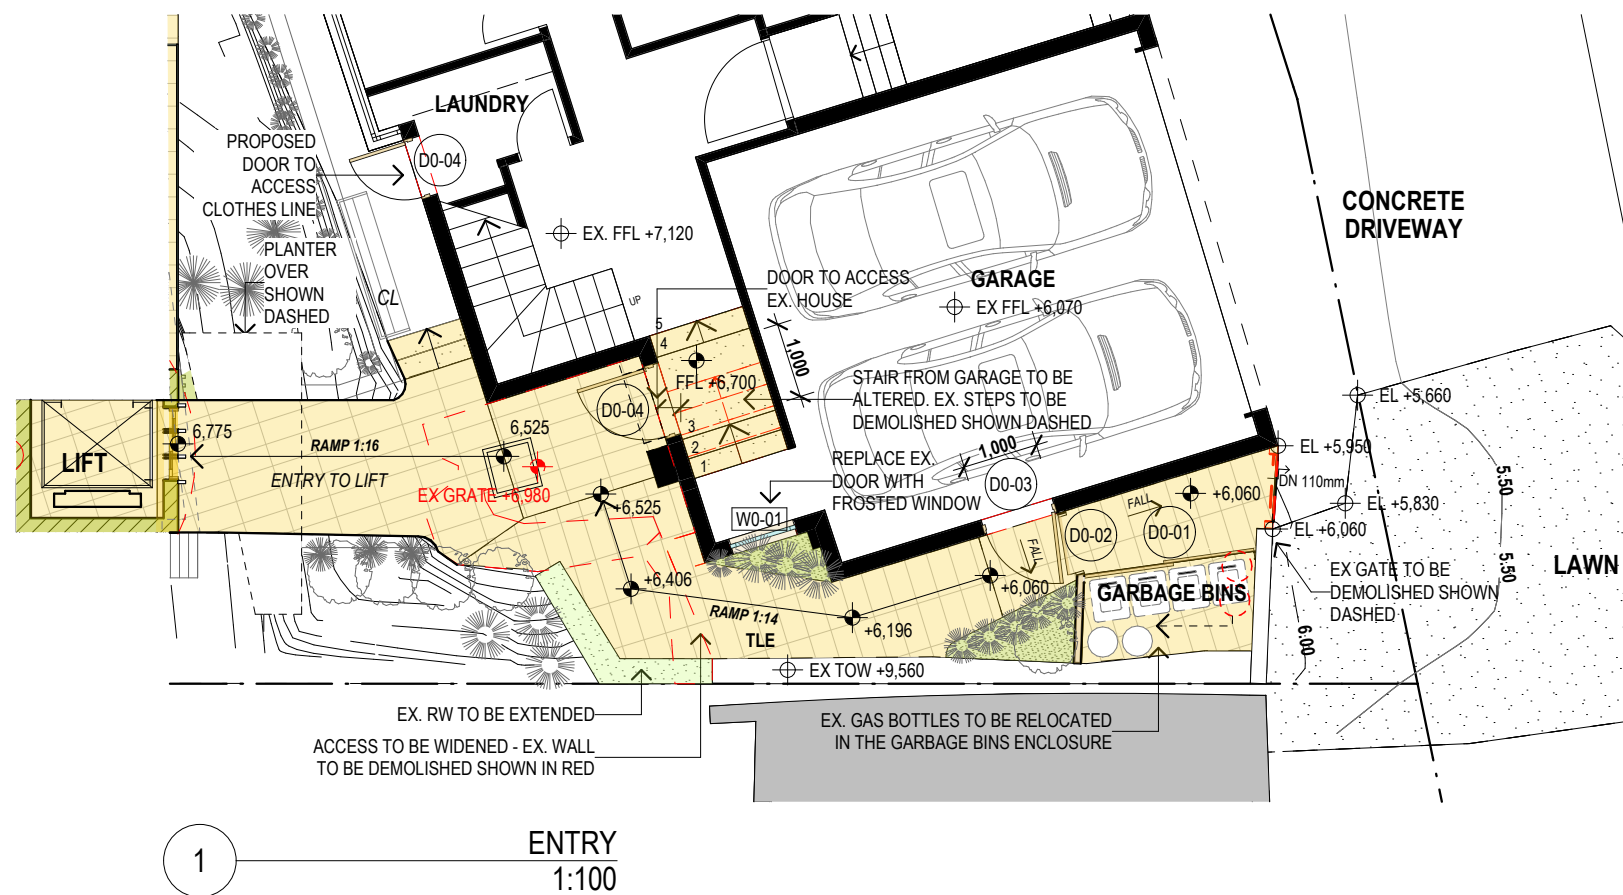 LAUNDRY
PROPOSED
DOOR TO
ACCESS
CLOTHES LINE
D0-04
PLANTER
OVER
SHOWN
DASHED
CL
EX. FFL +7,120
UP
DOOR TO ACCESS
EX. HOUSE
GARAGE
EX FFL +6,070
CONCRETE
DRIVEWAY
1,000
5
4
3
2
1
FFL +6,700
D0-04
STAIR FROM GARAGE TO BE
ALTERED. EX. STEPS TO BE
DEMOLISHED SHOWN DASHED
1,000
EL +5,660
EL +5,950
DN 110mm
EL +5,830
EL +6,060
6,775
LIFT
RAMP 1:16
6,525
ENTRY TO LIFT
EX GRATE +6,980
+6,525
REPLACE EX.
DOOR WITH
FROSTED WINDOW
W0-01
D0-03
FALL
+6,060
D0-02
D0-01
FALL
5.50
5.50
LAWN
EX GATE TO BE
DEMOLISHED SHOWN
DASHED
6.00
+6,406
RAMP 1:14
TLE
+6,196
+6,060
GARBAGE BINS
EX TOW +9,560
EX. RW TO BE EXTENDED
ACCESS TO BE WIDENED - EX. WALL
TO BE DEMOLISHED SHOWN IN RED
EX. GAS BOTTLES TO BE RELOCATED
IN THE GARBAGE BINS ENCLOSURE
1
ENTRY
1:100